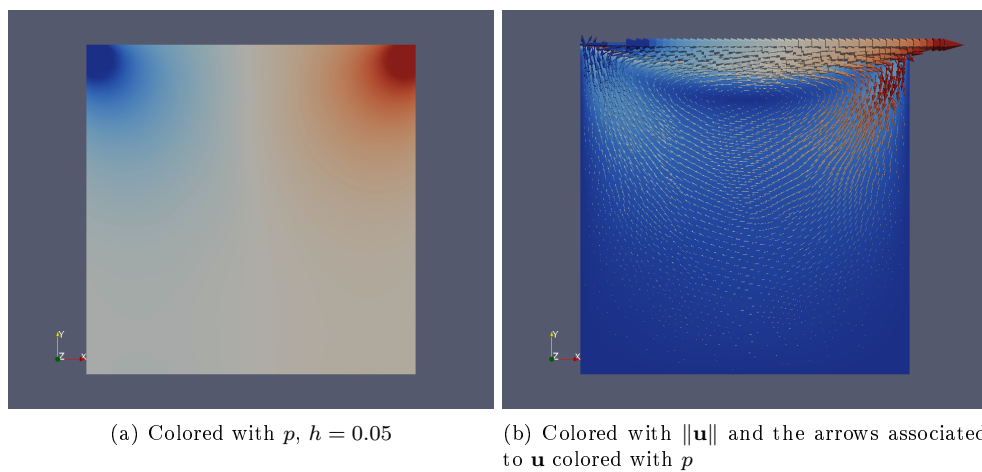 Y
Z
X
Y
Z
X
(a) Colored with p, h = 0.05
(b) Colored with ‖u‖ and the arrows associated
to u colored with p